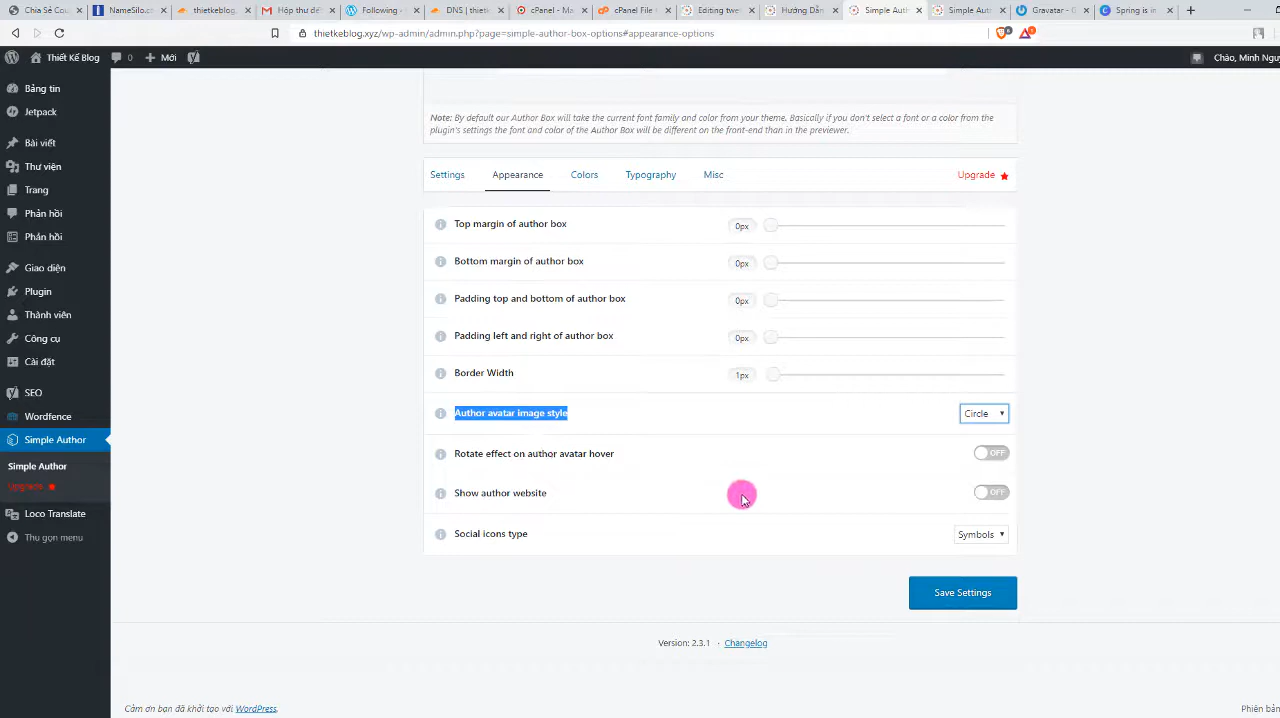 Chia Sẻ Cu
NameSilo.co
thietkeblog.
Hộp thư đế
Following
DNS | thiet
cPanel - Ma
cPanel File
Editing twe
Hướng Dẫn
Simple Auth
Simple Aut
Gravatar - G
Spring is in
thietkeblog.xyz/wp-admin/admin.php?page=simple-author-box-options#appearance-options
Thiết Kế Blog
0
Mới
Chào, Minh Ngu
Bảng tin
Jetpack
Bài viết
Thư viện
Trang
Phản hồi
Phản hồi
Giao diện
Plugin
Thành viên
Công cụ
Cài đặt
SEO
Wordfence
Simple Author
Simple Author
Upgrade
Loco Translate
Thu gọn menu
Note: By default our Author Box will take the current font family and color from your theme. Basically if you don't select a font or a color from the
plugin's settings the font and color of the Author Box will be different on the front-end than in the previewer.
Settings
Appearance
Colors
Typography
Misc
Upgrade
Top margin of author box
0px
Bottom margin of author box
0px
Padding top and bottom of author box
0px
Padding left and right of author box
0px
Border Width
1px
Author avatar image style
Circle
Rotate effect on author avatar hover
OFF
Show author website
OFF
Social icons type
Symbols
Save Settings
Version: 2.3.1 · Changelog
Cảm ơn bạn đã khởi tạo với WordPress.
Phiên bản